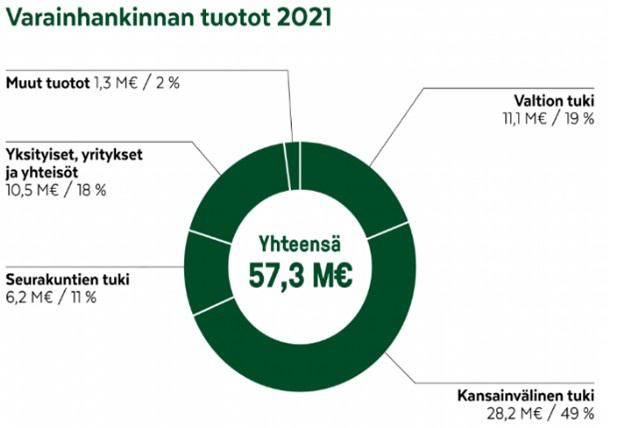 Varainhankinnan tuotot 2021
Muut tuotot 1,3 M€ / 2 %
Valtion tuki
11,1 M€ / 19 %
Yksityiset, yritykset
ja yhteisöt
10,5 M€ / 18 %
Yhteensä
57,3 M€
Seurakuntien tuki
6,2 M€ / 11 %
Kansainvälinen tuki
28,2 M€ / 49 %